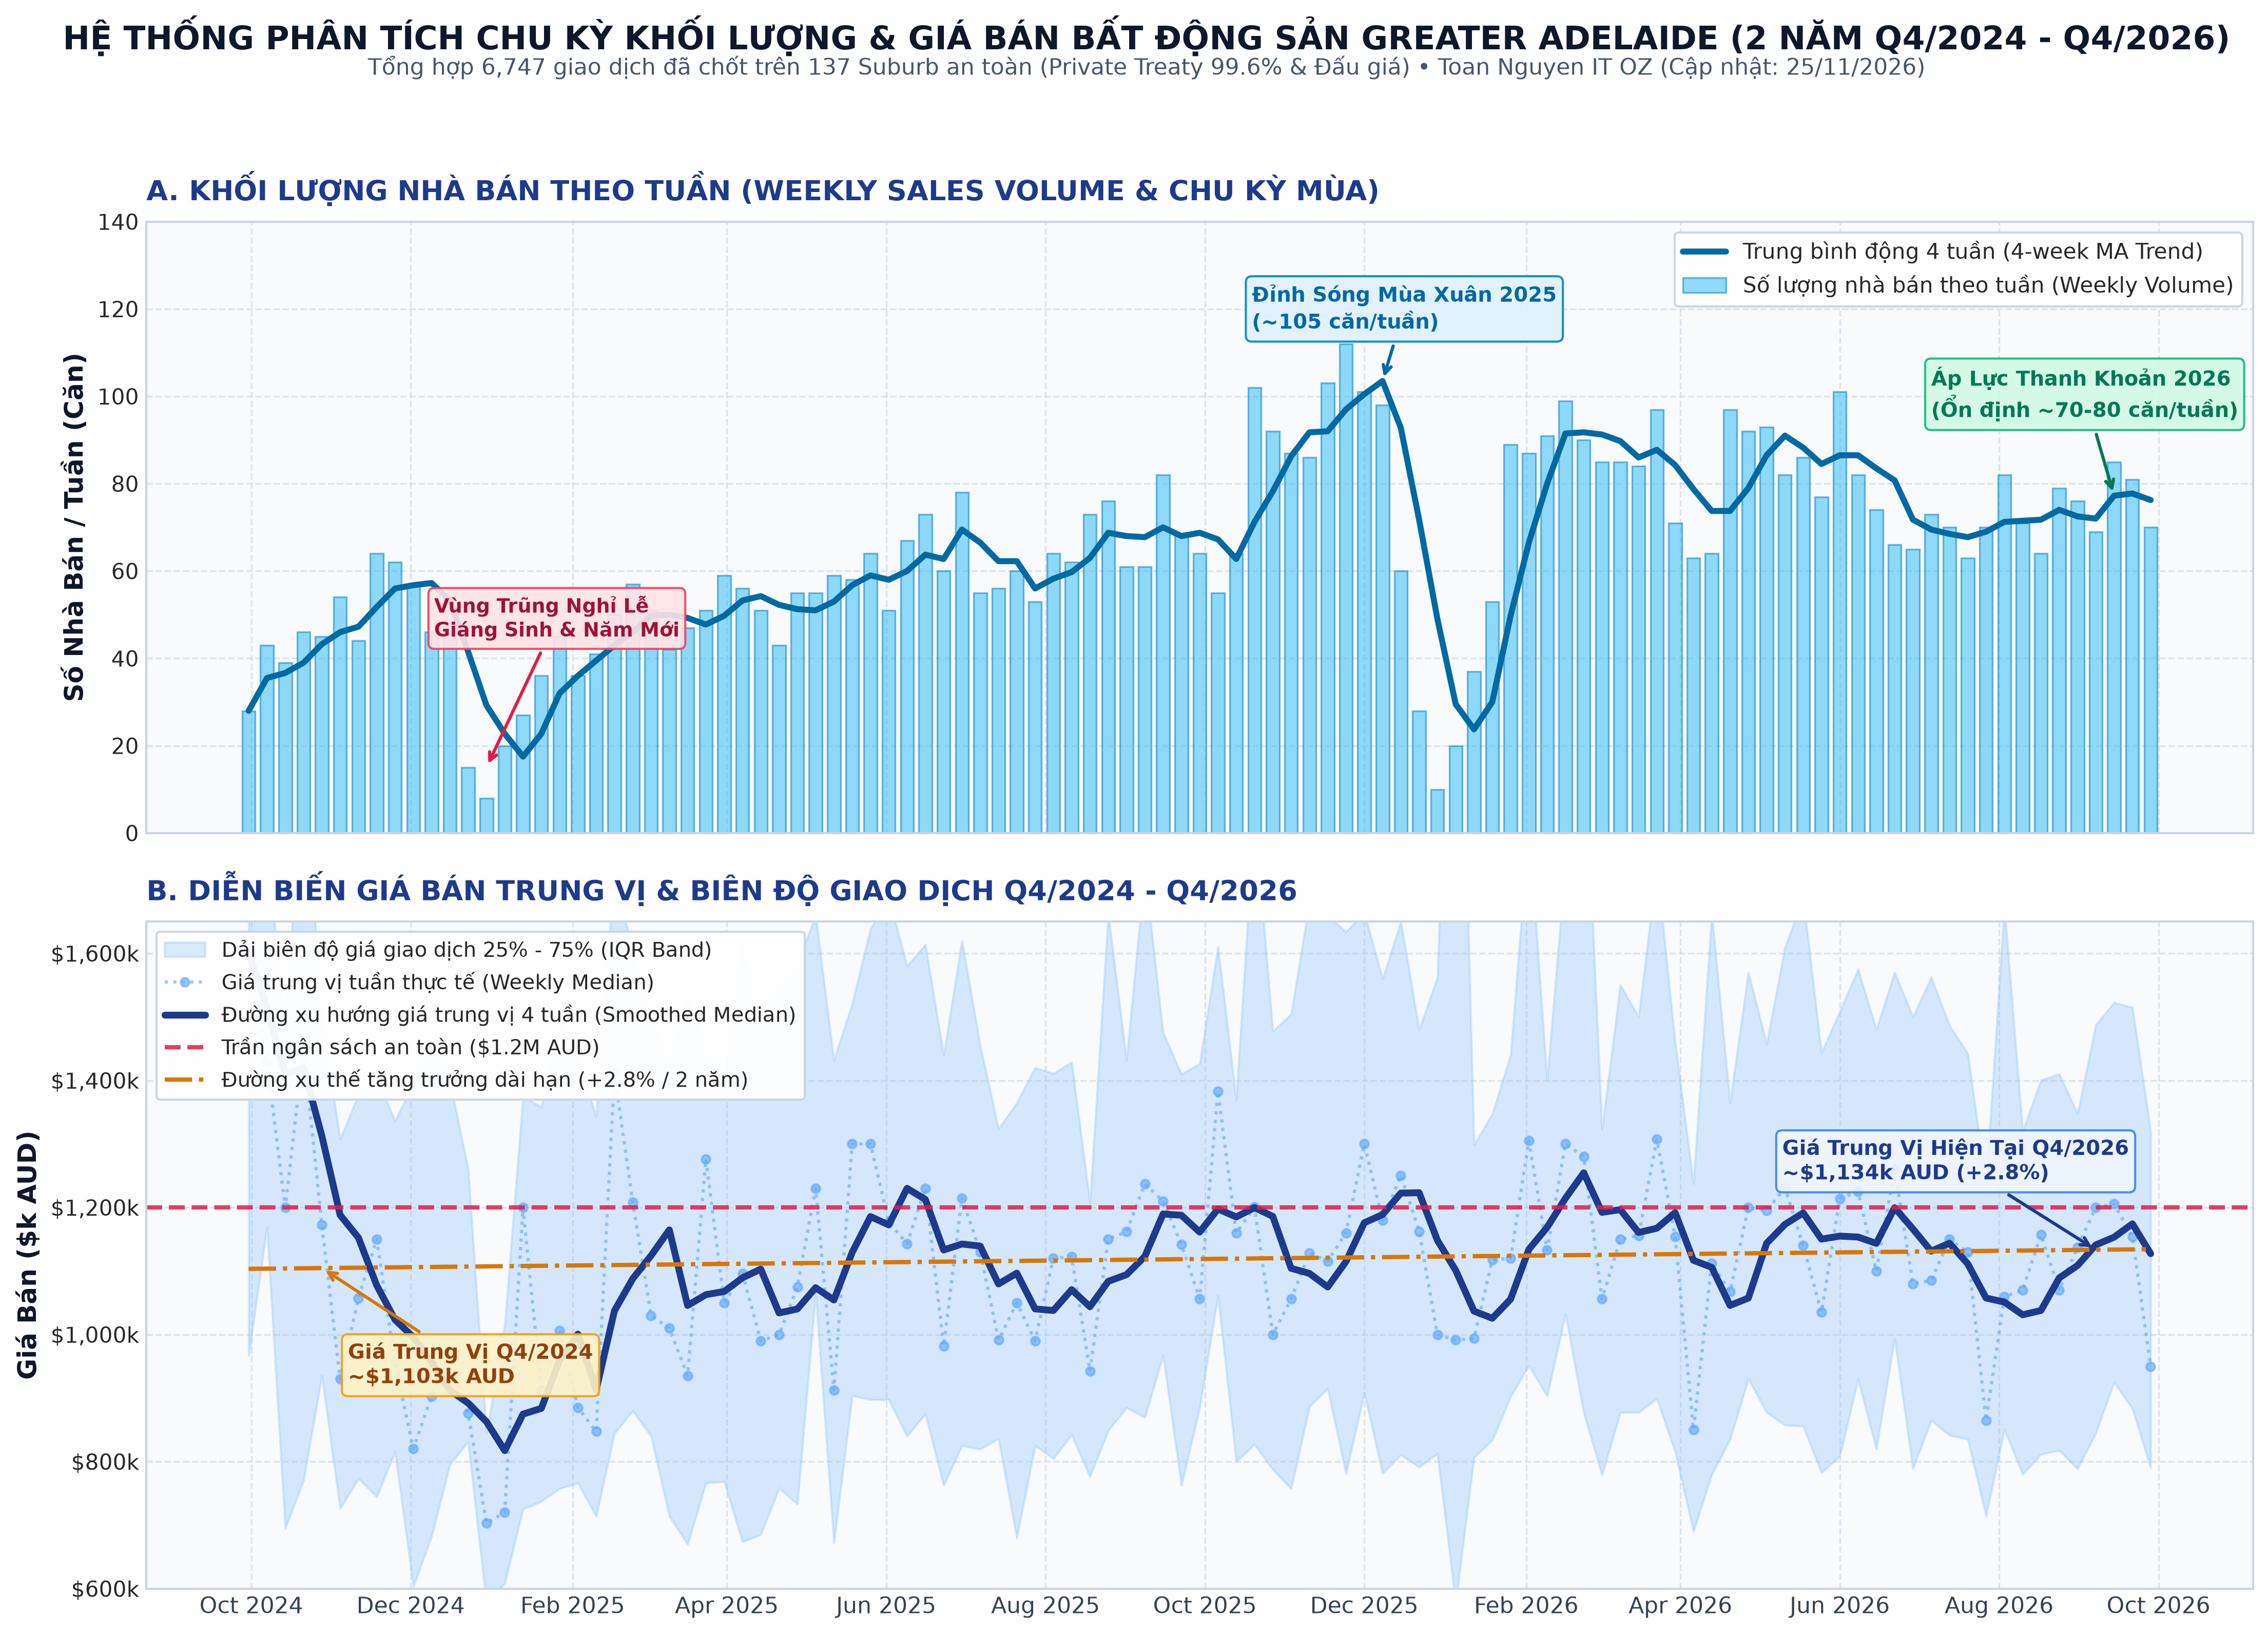 HỆ THỐNG PHÂN TÍCH CHU KỲ KHỐI LƯỢNG & GIÁ BÁN BẤT ĐỘNG SẢN GREATER ADELAIDE (2 NĂM Q4/2024 - Q4/2026)
Tổng hợp 6,747 giao dịch đã chốt trên 137 Suburb an toàn (Private Treaty 99.6% & Đấu giá) • Toan Nguyen IT OZ (Cập nhật: 25/11/2026)
A. KHỐI LƯỢNG NHÀ BÁN THEO TUẦN (WEEKLY SALES VOLUME & CHU KỲ MÙA)
Số Nhà Bán / Tuần (Căn)
140
120
100
80
60
40
20
0
Trung bình động 4 tuần (4-week MA Trend)
Số lượng nhà bán theo tuần (Weekly Volume)
Đỉnh Sóng Mùa Xuân 2025
(~105 căn/tuần)
Áp Lực Thanh Khoản 2026
(Ổn định ~70-80 căn/tuần)
Vùng Trũng Nghỉ Lễ
Giáng Sinh & Năm Mới
B. DIỄN BIẾN GIÁ BÁN TRUNG VỊ & BIÊN ĐỘ GIAO DỊCH Q4/2024 - Q4/2026
Giá Bán ($k AUD)
$1,600k
$1,400k
$1,200k
$1,000k
$800k
$600k
Dải biên độ giá giao dịch 25% - 75% (IQR Band)
Giá trung vị tuần thực tế (Weekly Median)
Đường xu hướng giá trung vị 4 tuần (Smoothed Median)
Trần ngân sách an toàn ($1.2M AUD)
Đường xu thế tăng trưởng dài hạn (+2.8% / 2 năm)
Giá Trung Vị Hiện Tại Q4/2026
~$1,134k AUD (+2.8%)
Giá Trung Vị Q4/2024
~$1,103k AUD
Oct 2024
Dec 2024
Feb 2025
Apr 2025
Jun 2025
Aug 2025
Oct 2025
Dec 2025
Feb 2026
Apr 2026
Jun 2026
Aug 2026
Oct 2026